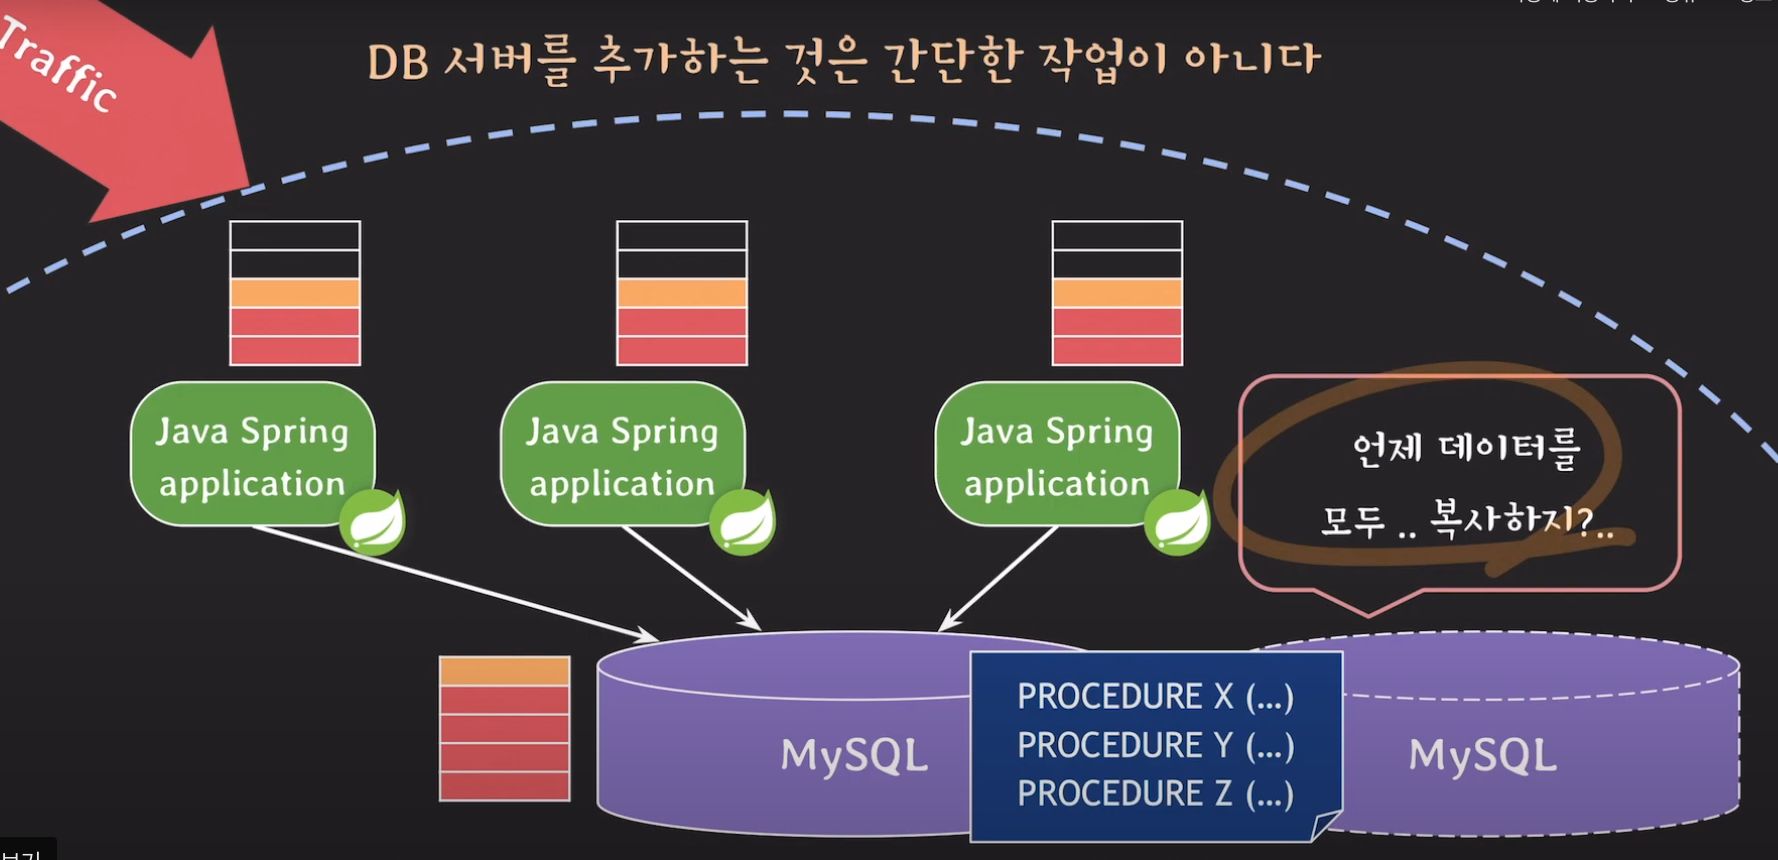 Traffic
DB 서버를 추가하는 것은 간단한 작업이 아니다
Java Spring
application
Java Spring
application
Java Spring
application
언제 데이터를
모두 .. 복사하지?..
MySQL
PROCEDURE X (...)
PROCEDURE Y (...)
PROCEDURE Z (...)
MySQL
보기